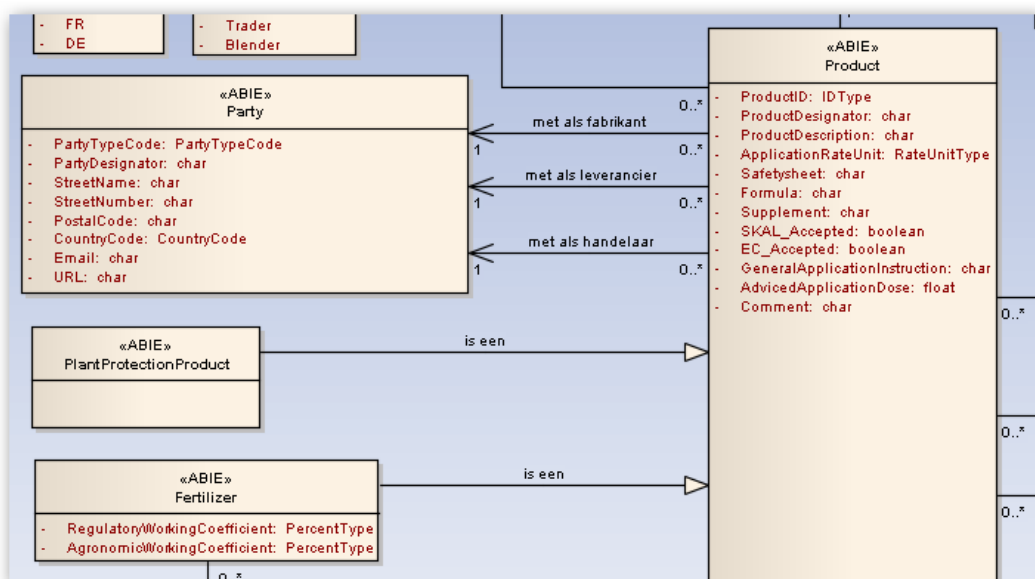 - FR
- DE
- Trader
- Blender
«ABIE»
Party
- PartyTypeCode: PartyTypeCode
- PartyDesignator: char
- StreetName: char
- StreetNumber: char
- PostalCode: char
- CountryCode: CountryCode
- Email: char
- URL: char
met als fabrikant
0..*
1
0..*
met als leverancier
1
0..*
met als handelaar
1
0..*
«ABIE»
Product
- ProductID: IDType
- ProductDesignator: char
- ProductDescription: char
- ApplicationRateUnit: RateUnitType
- Safetysheet: char
- Formula: char
- Supplement: char
- SKAL_Accepted: boolean
- EC_Accepted: boolean
- GeneralApplicationInstruction: char
- AdvicedApplicationDose: float
- Comment: char
0..*
0..*
0..*
«ABIE»
PlantProtectionProduct
is een
«ABIE»
Fertilizer
- RegulatoryWorkingCoefficient: PercentType
- AgronomicWorkingCoefficient: PercentType
is een
0..*